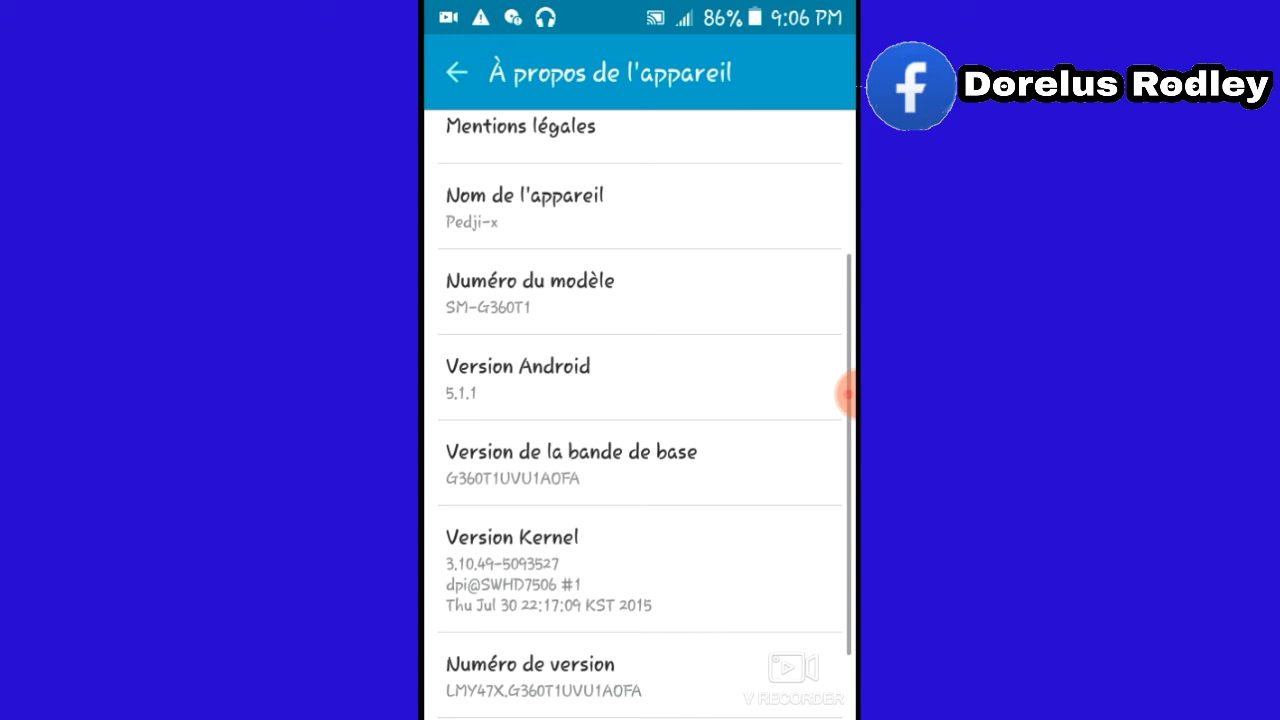 86% 9:06 PM
À propos de l'appareil
f Dorelus Rodley
Mentions légales
Nom de l'appareil
Pedji-x
Numéro du modèle
SM-G360T1
Version Android
5.1.1
Version de la bande de base
G360T1UVU1AOFA
Version Kernel
3.10.49-5093527
dpi@SWHD7506 #1
Thu Jul 30 22:17:09 KST 2015
Numéro de version
LMY47X.G360T1UVU1AOFA
V RECORDER